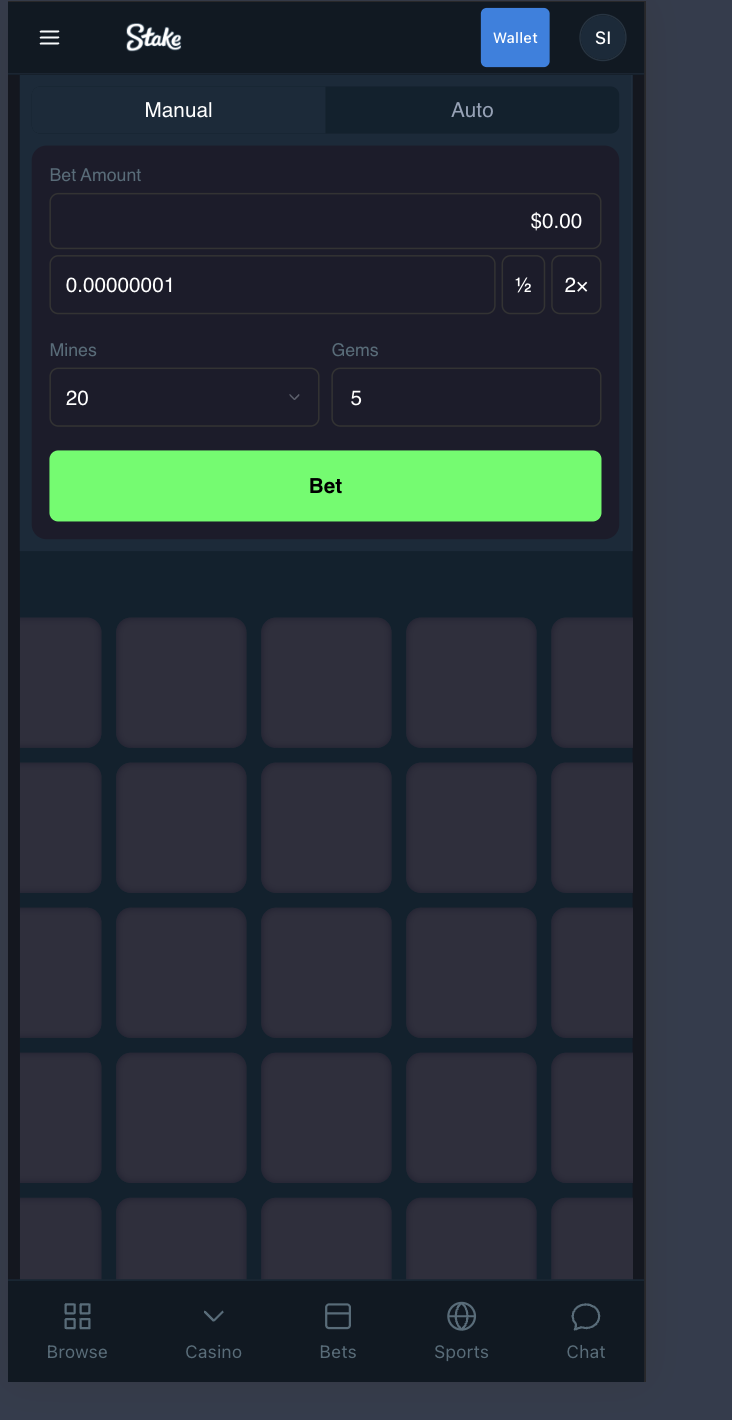 Stake
Wallet
SI
Manual
Auto
Bet Amount
$0.00
0.00000001
½
2×
Mines
Gems
20
5
Bet
Browse
Casino
Bets
Sports
Chat